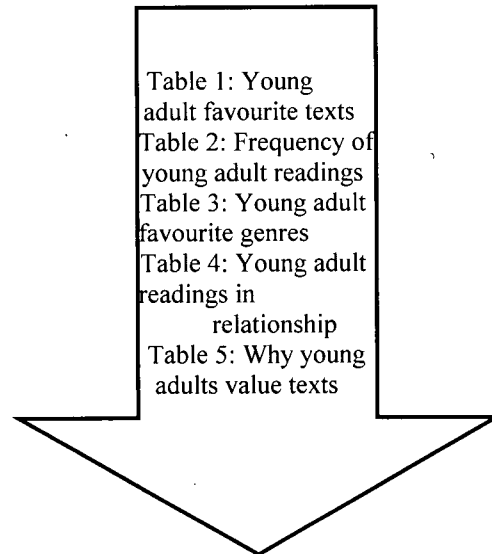 Table 1: Young
adult favourite texts
Table 2: Frequency of
young adult readings
Table 3: Young adult
favourite genres
Table 4: Young adult
readings in
relationship
Table 5: Why young
adults value texts